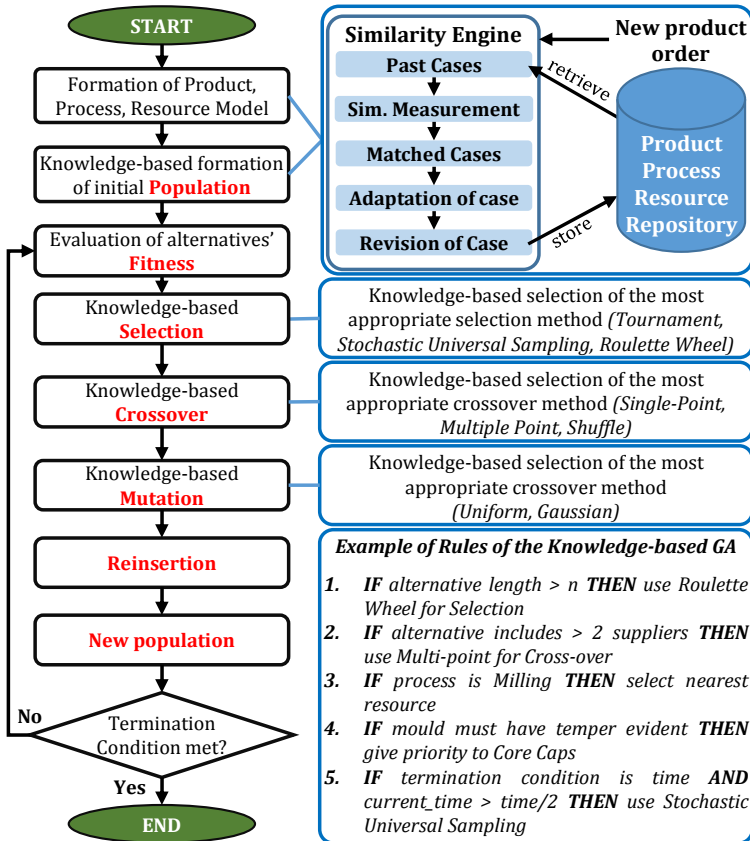 START
Formation of Product,
Process, Resource Model
Knowledge-based formation
of initial Population
Evaluation of alternatives'
Fitness
Knowledge-based
Selection
Knowledge-based
Crossover
Knowledge-based
Mutation
Reinsertion
New population
No
Termination
Condition met?
Yes
END
Similarity Engine
Past Cases
Sim. Measurement
Matched Cases
Adaptation of case
Revision of Case
New product
order
retrieve
Product
Process
Resource
Repository
store
Knowledge-based selection of the most
appropriate selection method (Tournament,
Stochastic Universal Sampling, Roulette Wheel)
Knowledge-based selection of the most
appropriate crossover method (Single-Point,
Multiple Point, Shuffle)
Knowledge-based selection of the most
appropriate crossover method
(Uniform, Gaussian)
Example of Rules of the Knowledge-based GA
1. IF alternative length > n THEN use Roulette
Wheel for Selection
2. IF alternative includes > 2 suppliers THEN
use Multi-point for Cross-over
3. IF process is Milling THEN select nearest
resource
4. IF mould must have temper evident THEN
give priority to Core Caps
5. IF termination condition is time AND
current_time > time/2 THEN use Stochastic
Universal Sampling